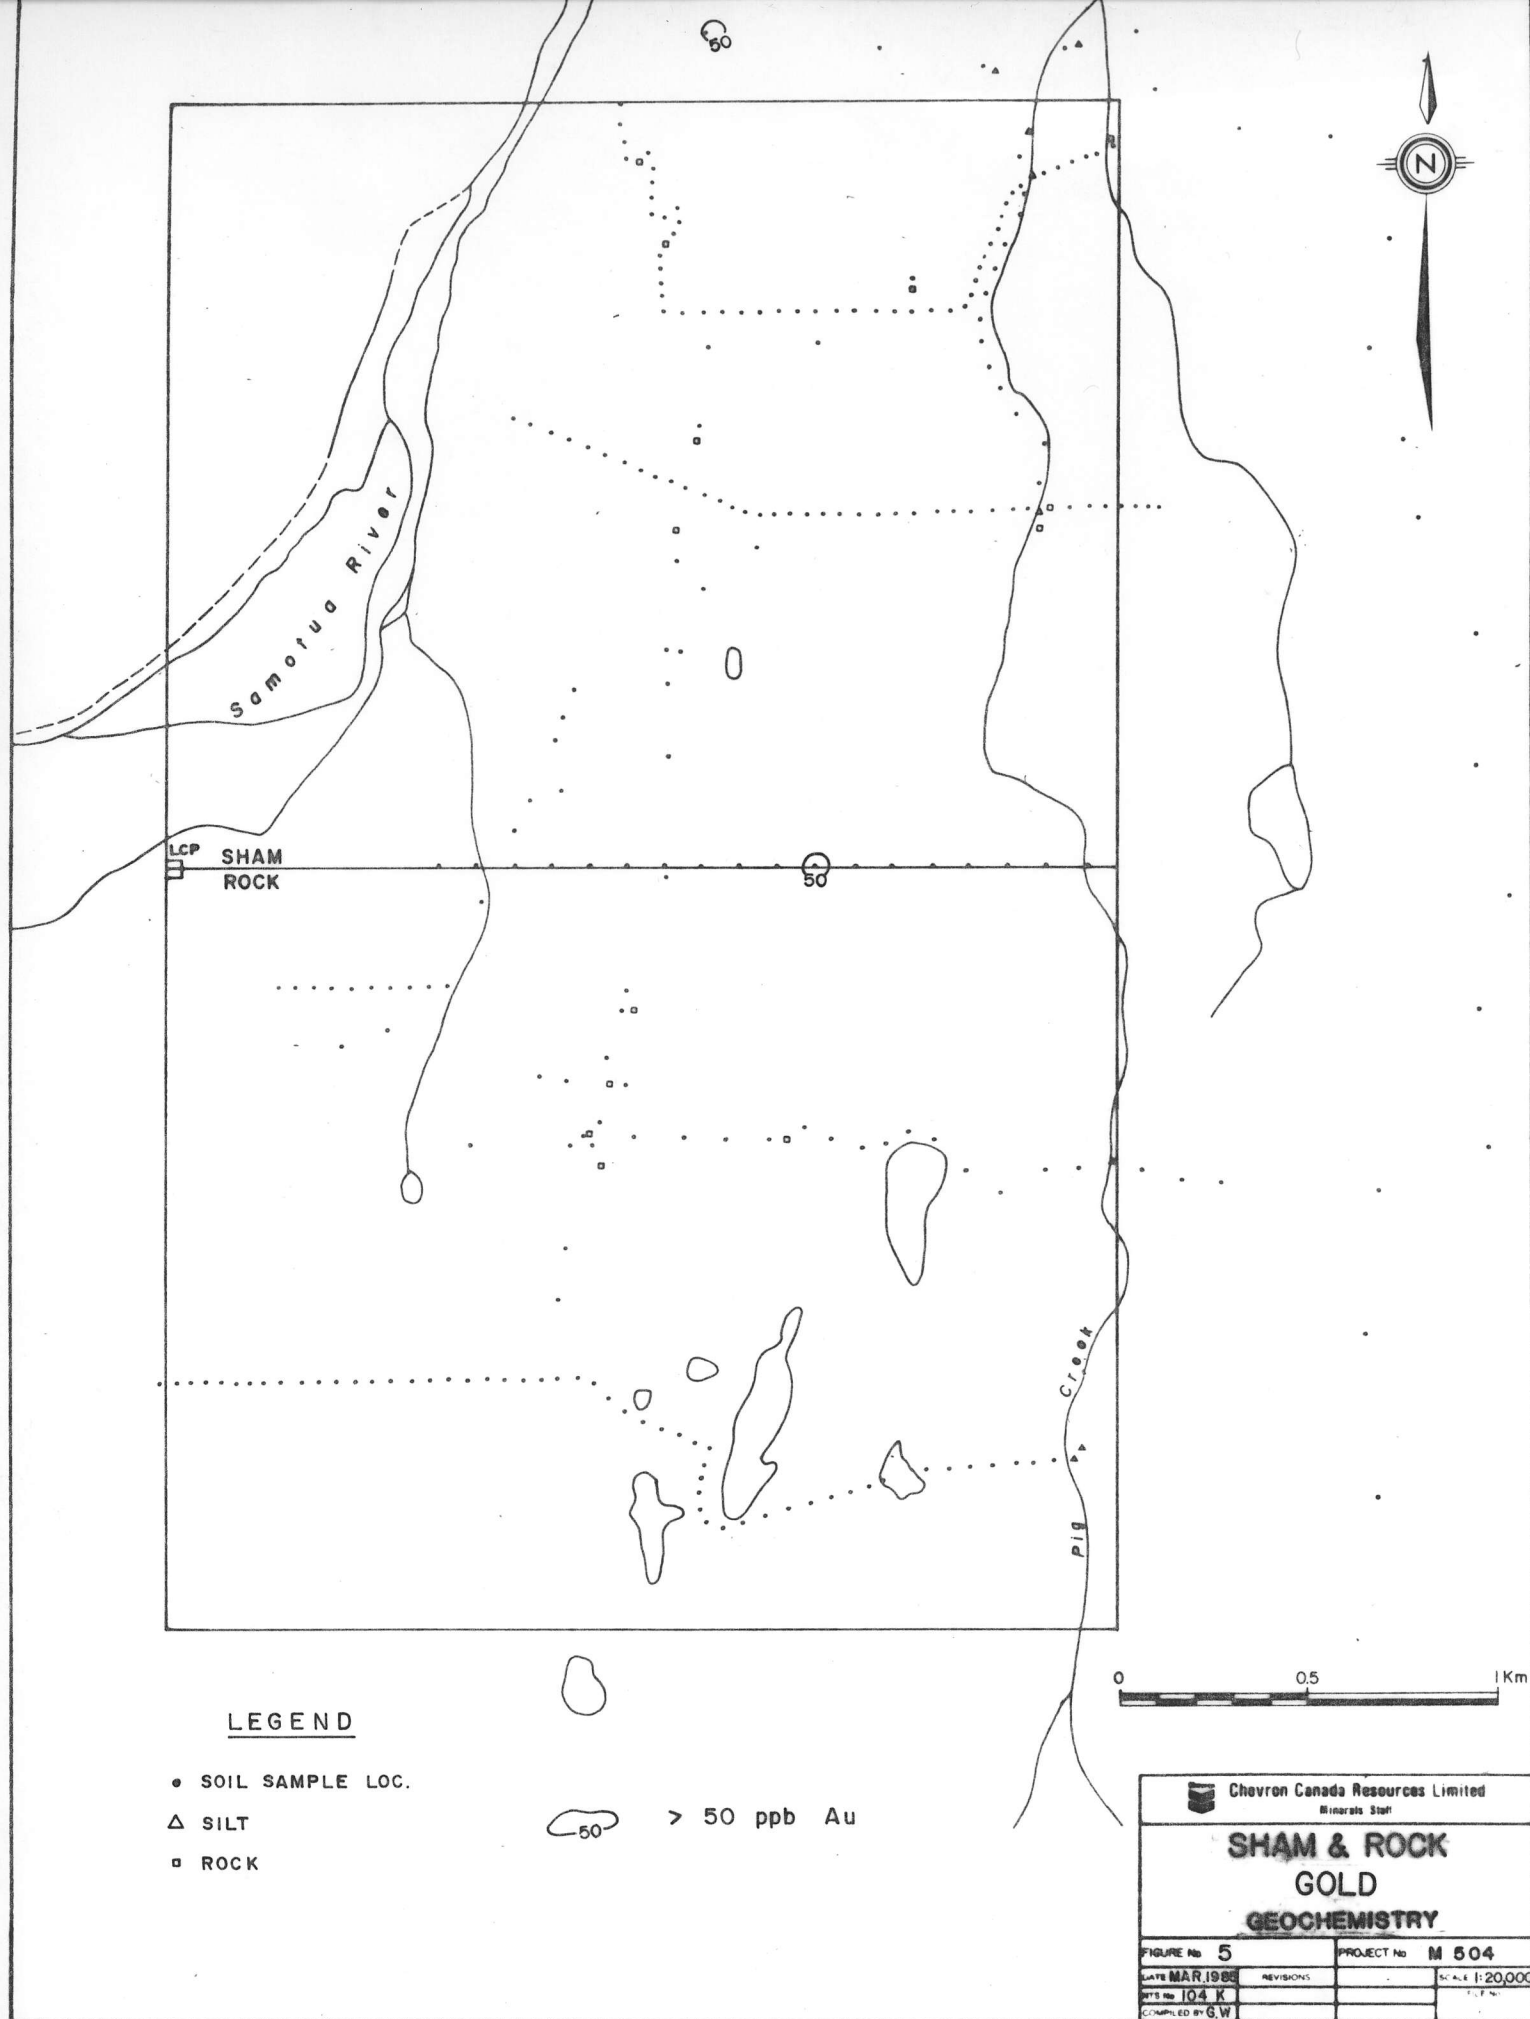 50
N
Samotua River
LCP
SHAM
ROCK
50
Pig Creek
0 0.5 1 Km
LEGEND
SOIL SAMPLE LOC.
SILT
ROCK
50 > 50 ppb Au
Chevron Canada Resources Limited
Minerals Staff
SHAM & ROCK
GOLD
GEOCHEMISTRY
FIGURE No 5 PROJECT No M 504
DATE MAR, 1985 REVISIONS SCALE 1:20,000
NTS No 104 K
COMPILED BY G.W